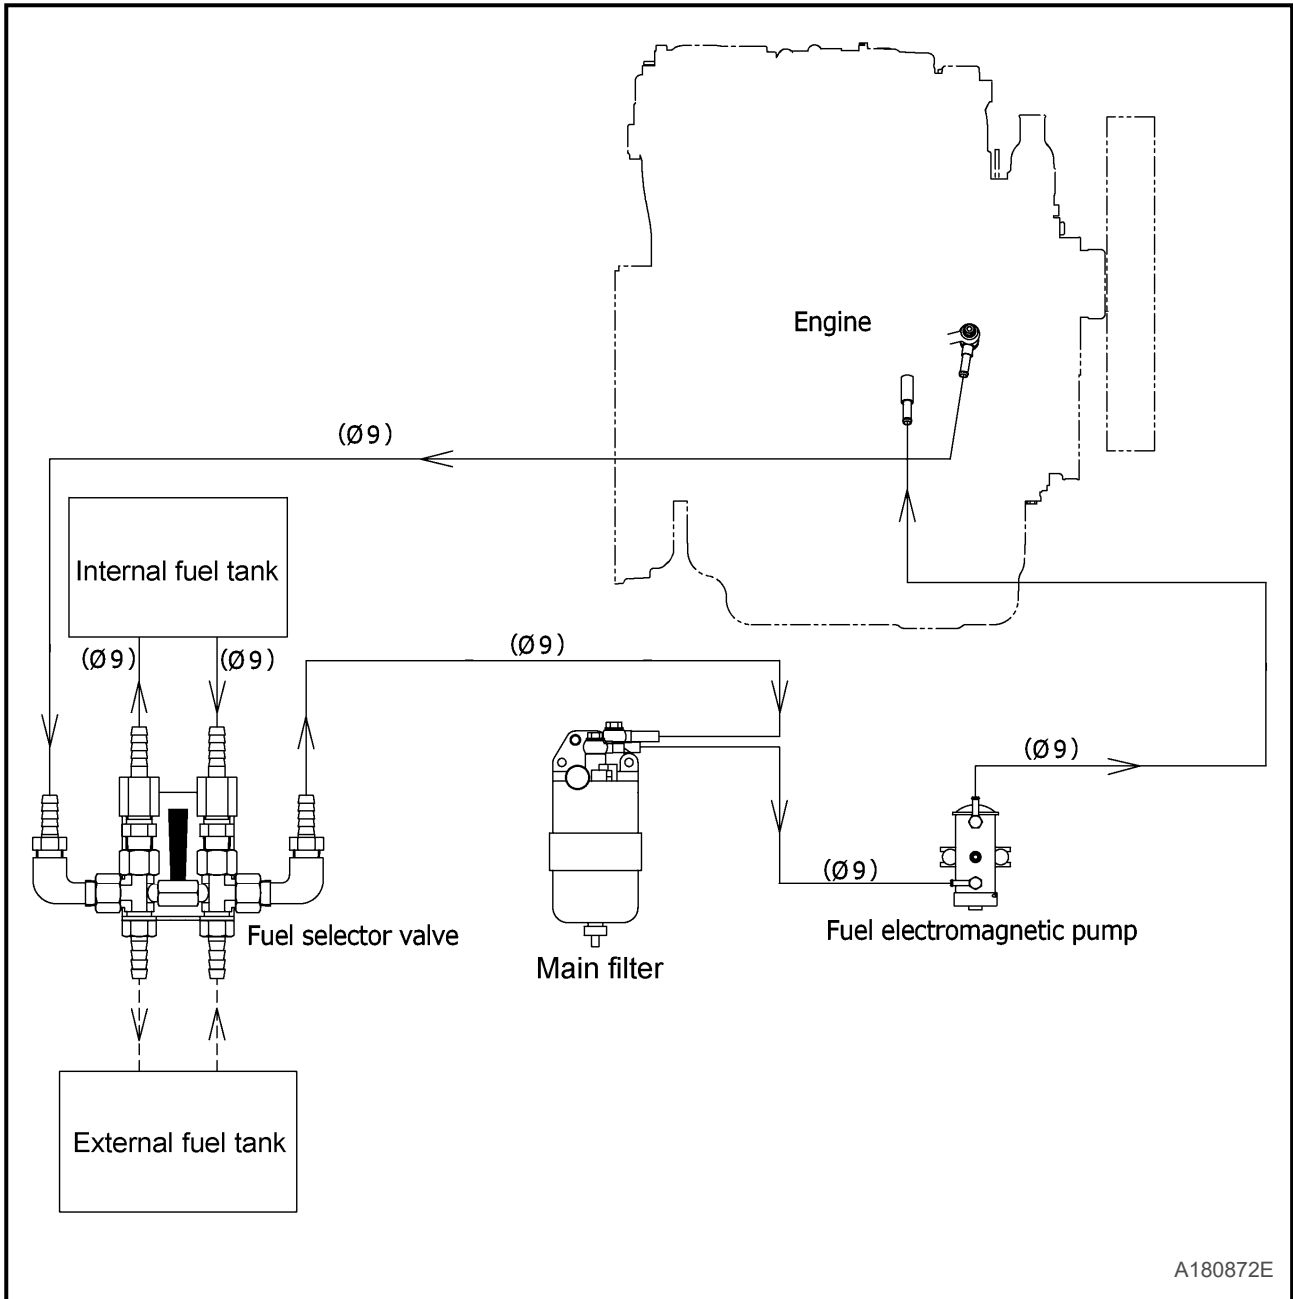 Engine
(Ø9)
Internal fuel tank
(Ø9)
(Ø9)
(Ø9)
(Ø9)
(Ø9)
Fuel selector valve
Main filter
Fuel electromagnetic pump
External fuel tank
A180872E